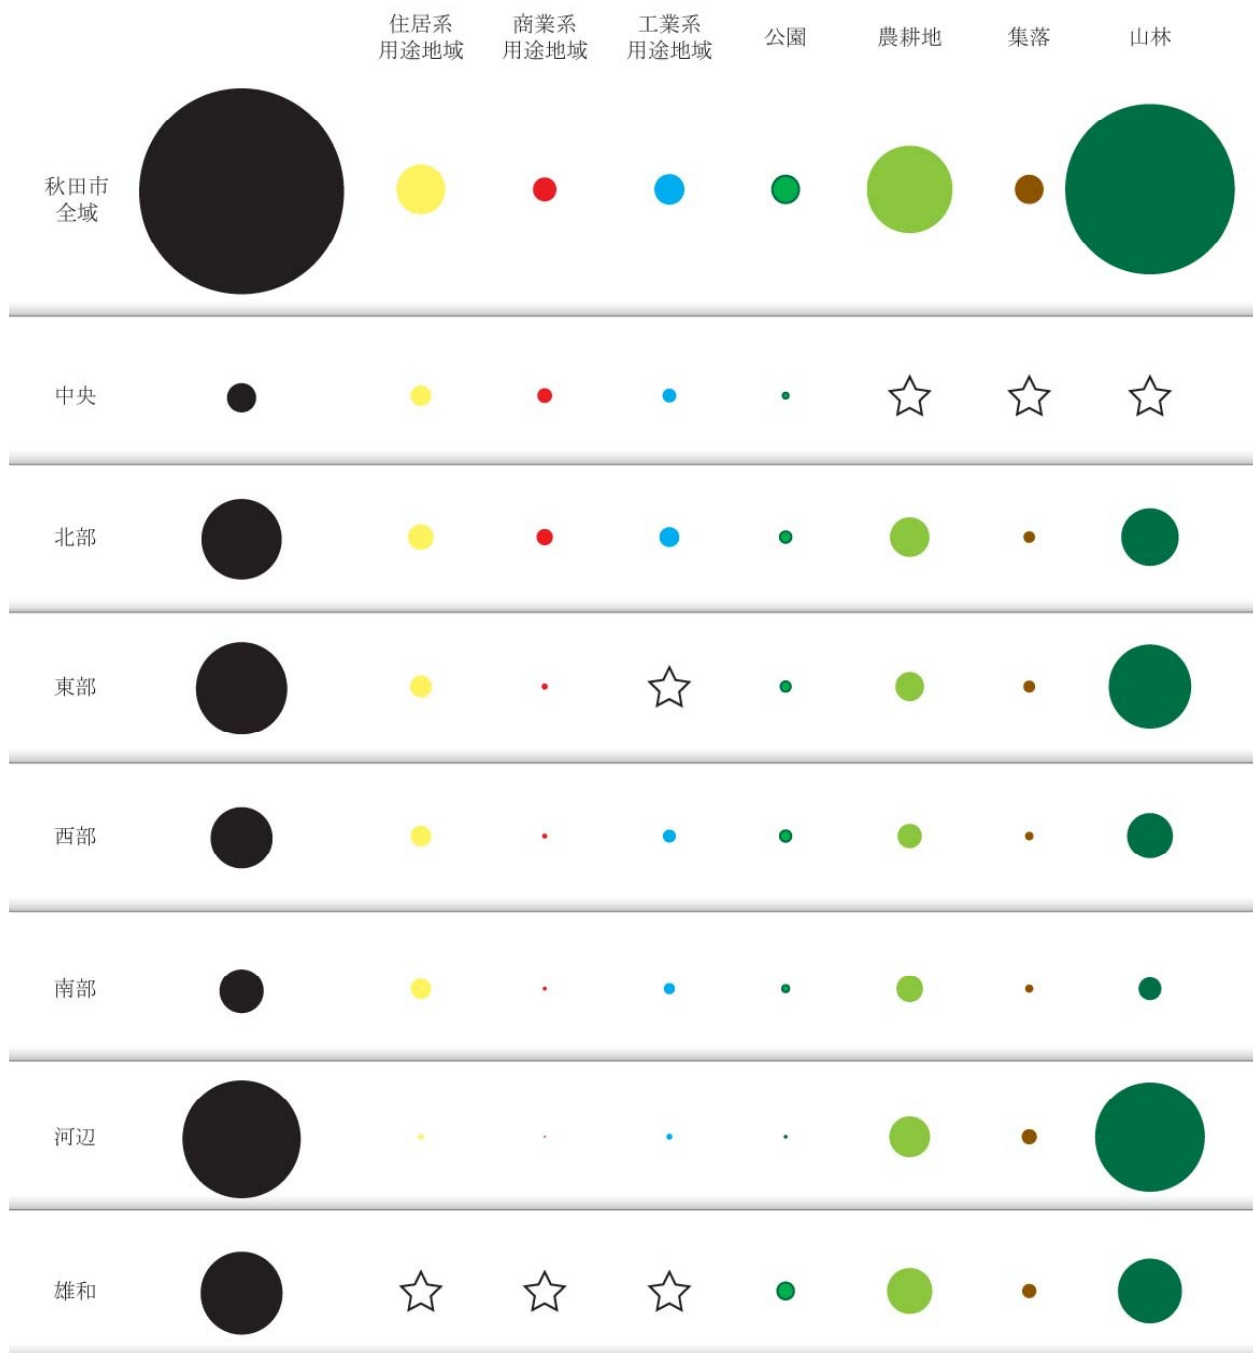 住居系
用途地域
商業系
用途地域
工業系
用途地域
公園
農耕地
集落
山林
秋田市
全域
中央
北部
東部
西部
南部
河辺
雄和